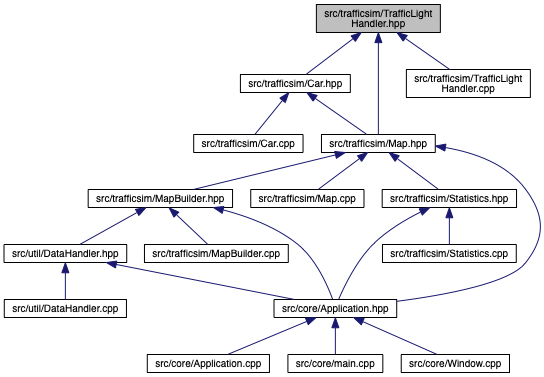 src/trafficsim/TrafficLight
Handler.hpp
src/trafficsim/Car.hpp
src/trafficsim/TrafficLight
Handler.cpp
src/trafficsim/Car.cpp
src/trafficsim/Map.hpp
src/trafficsim/MapBuilder.hpp
src/trafficsim/Map.cpp
src/trafficsim/Statistics.hpp
src/util/DataHandler.hpp
src/trafficsim/MapBuilder.cpp
src/trafficsim/Statistics.cpp
src/util/DataHandler.cpp
src/core/Application.hpp
src/core/Application.cpp
src/core/main.cpp
src/core/Window.cpp